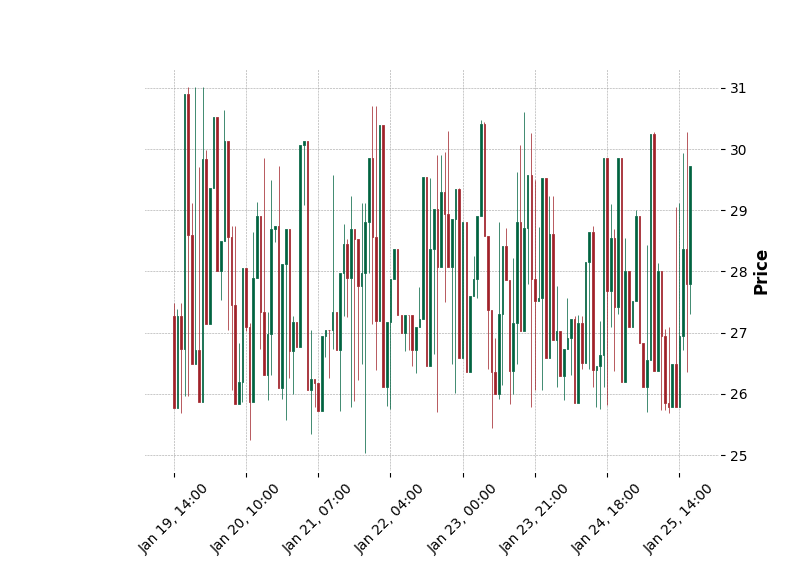 31
30
29
28
27
26
25
Price
Jan 19, 14:00
Jan 20, 10:00
Jan 21, 07:00
Jan 22, 04:00
Jan 23, 00:00
Jan 23, 21:00
Jan 24, 18:00
Jan 25, 14:00